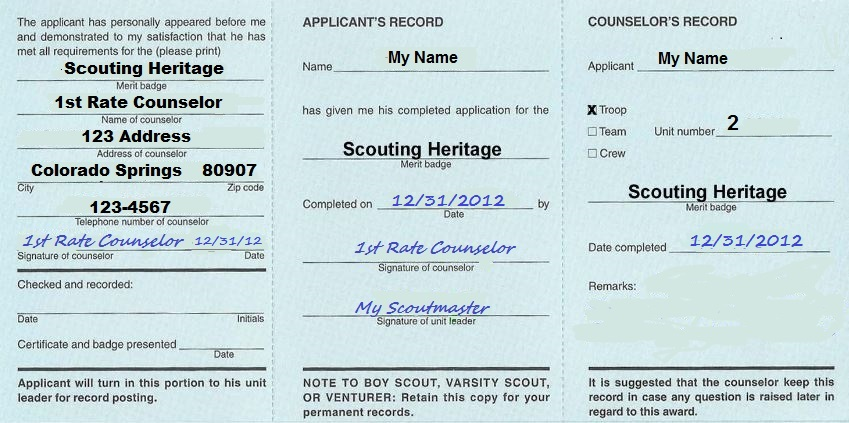 The applicant has personally appeared before me
and demonstrated to my satisfaction that he has
met all requirements for the (please print)
Scouting Heritage
Merit badge
1st Rate Counselor
Name of counselor
123 Address
Address of counselor
Colorado Springs 80907
City Zip code
123-4567
Telephone number of counselor
1st Rate Counselor 12/31/12
Signature of counselor Date
Checked and recorded:
Date Initials
Certificate and badge presented
Date
Applicant will turn in this portion to his unit
leader for record posting.
APPLICANT'S RECORD
Name My Name
has given me his completed application for the
Scouting Heritage
Merit badge
Completed on 12/31/2012 by
Date
1st Rate Counselor
Signature of counselor
My Scoutmaster
Signature of unit leader
NOTE TO BOY SCOUT, VARSITY SCOUT,
OR VENTURER: Retain this copy for your
permanent records.
COUNSELOR'S RECORD
Applicant My Name
X Troop
Team Unit number 2
Crew
Scouting Heritage
Merit badge
Date completed 12/31/2012
Remarks:
It is suggested that the counselor keep this
record in case any question is raised later in
regard to this award.